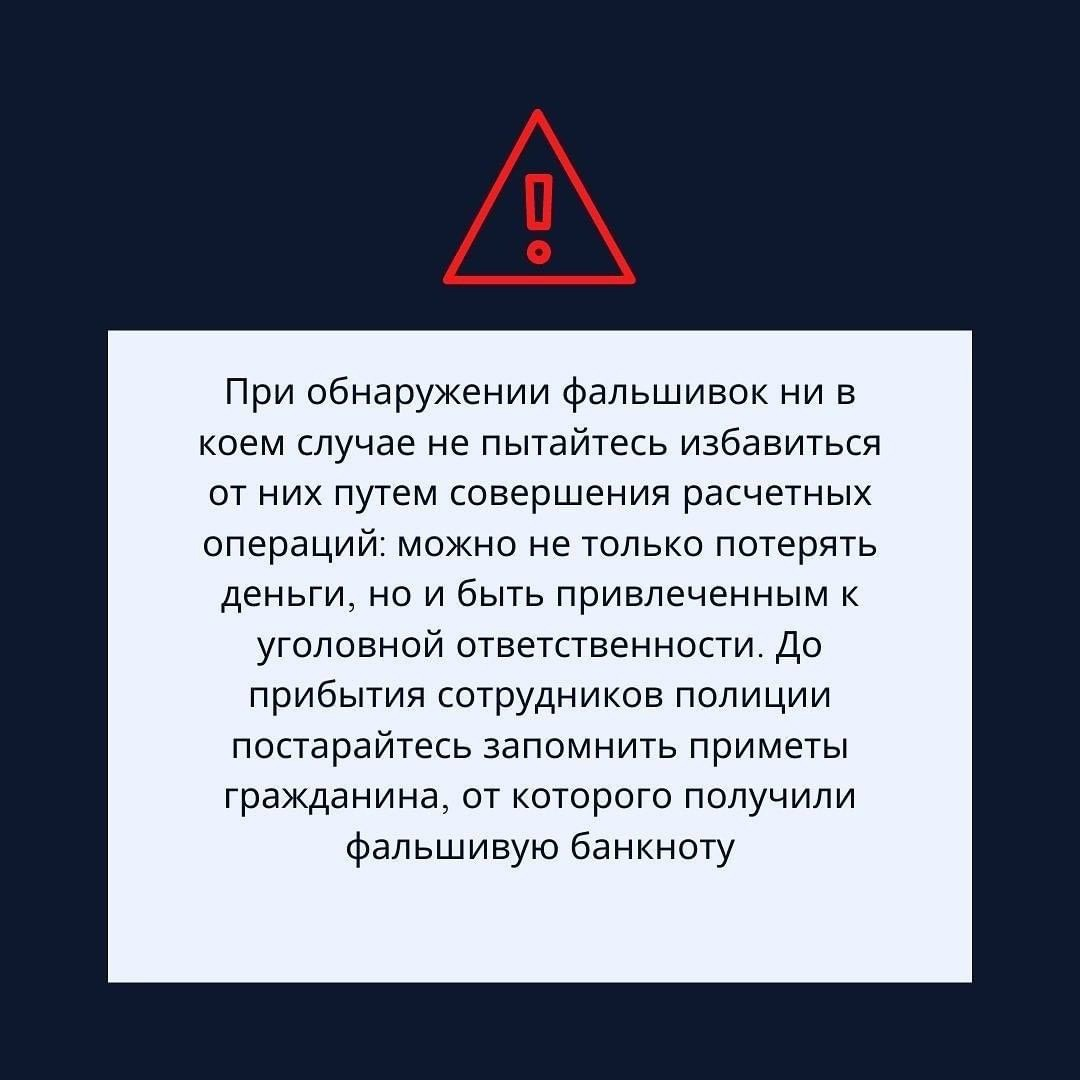 При обнаружении фальшивок ни в
коем случае не пытайтесь избавиться
от них путем совершения расчетных
операций: можно не только потерять
деньги, но и быть привлеченным к
уголовной ответственности. До
прибытия сотрудников полиции
постарайтесь запомнить приметы
гражданина, от которого получили
фальшивую банкноту